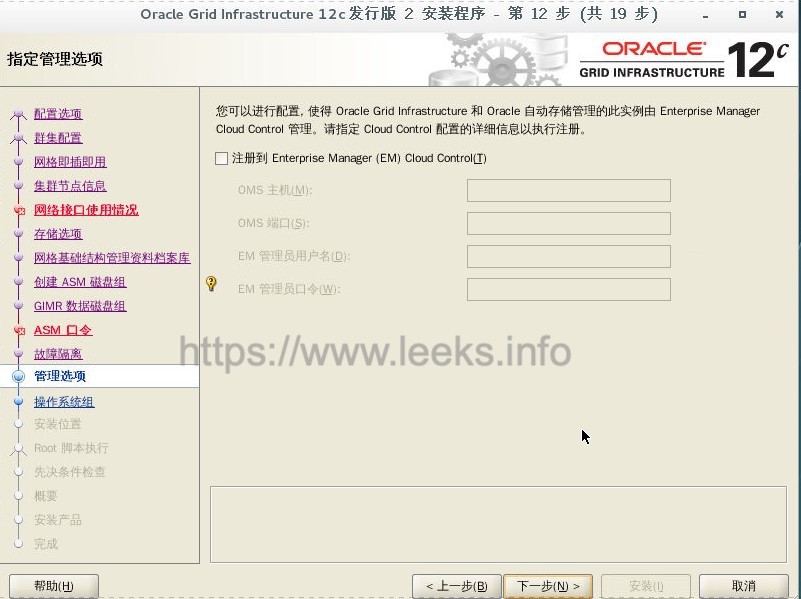 Oracle Grid Infrastructure 12c 发行版 2 安装程序 - 第 12 步 (共 19 步)
指定管理选项
ORACLE
GRID INFRASTRUCTURE
12c
配置选项
群集配置
网格即插即用
集群节点信息
网络接口使用情况
存储选项
网格基础结构管理资料档案库
创建 ASM 磁盘组
GIMR 数据磁盘组
ASM 口令
故障隔离
管理选项
操作系统组
安装位置
Root 脚本执行
先决条件检查
概要
安装产品
完成
您可以进行配置, 使得 Oracle Grid Infrastructure 和 Oracle 自动存储管理的此实例由 Enterprise Manager
Cloud Control 管理。请指定 Cloud Control 配置的详细信息以执行注册。
注册到 Enterprise Manager (EM) Cloud Control(T)
OMS 主机(M):
OMS 端口(S):
EM 管理员用户名(D):
EM 管理员口令(W):
https://www.leeks.info
帮助(H)
< 上一步(B)
下一步(N) >
安装(I)
取消